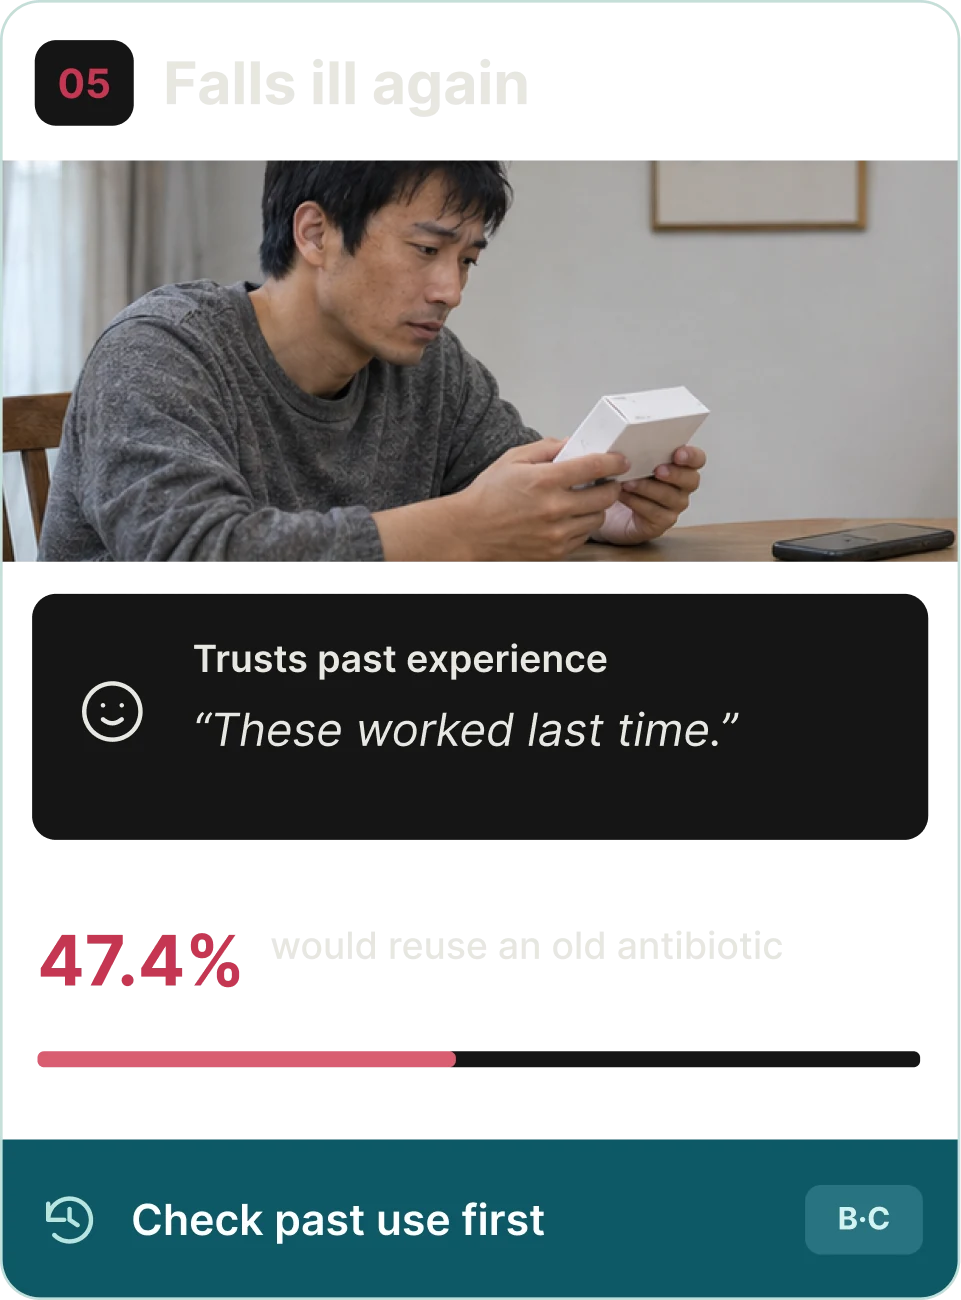 05
Falls ill again
Trusts past experience
“These worked last time.”
47.4%
would reuse an old antibiotic
Check past use first
B·C